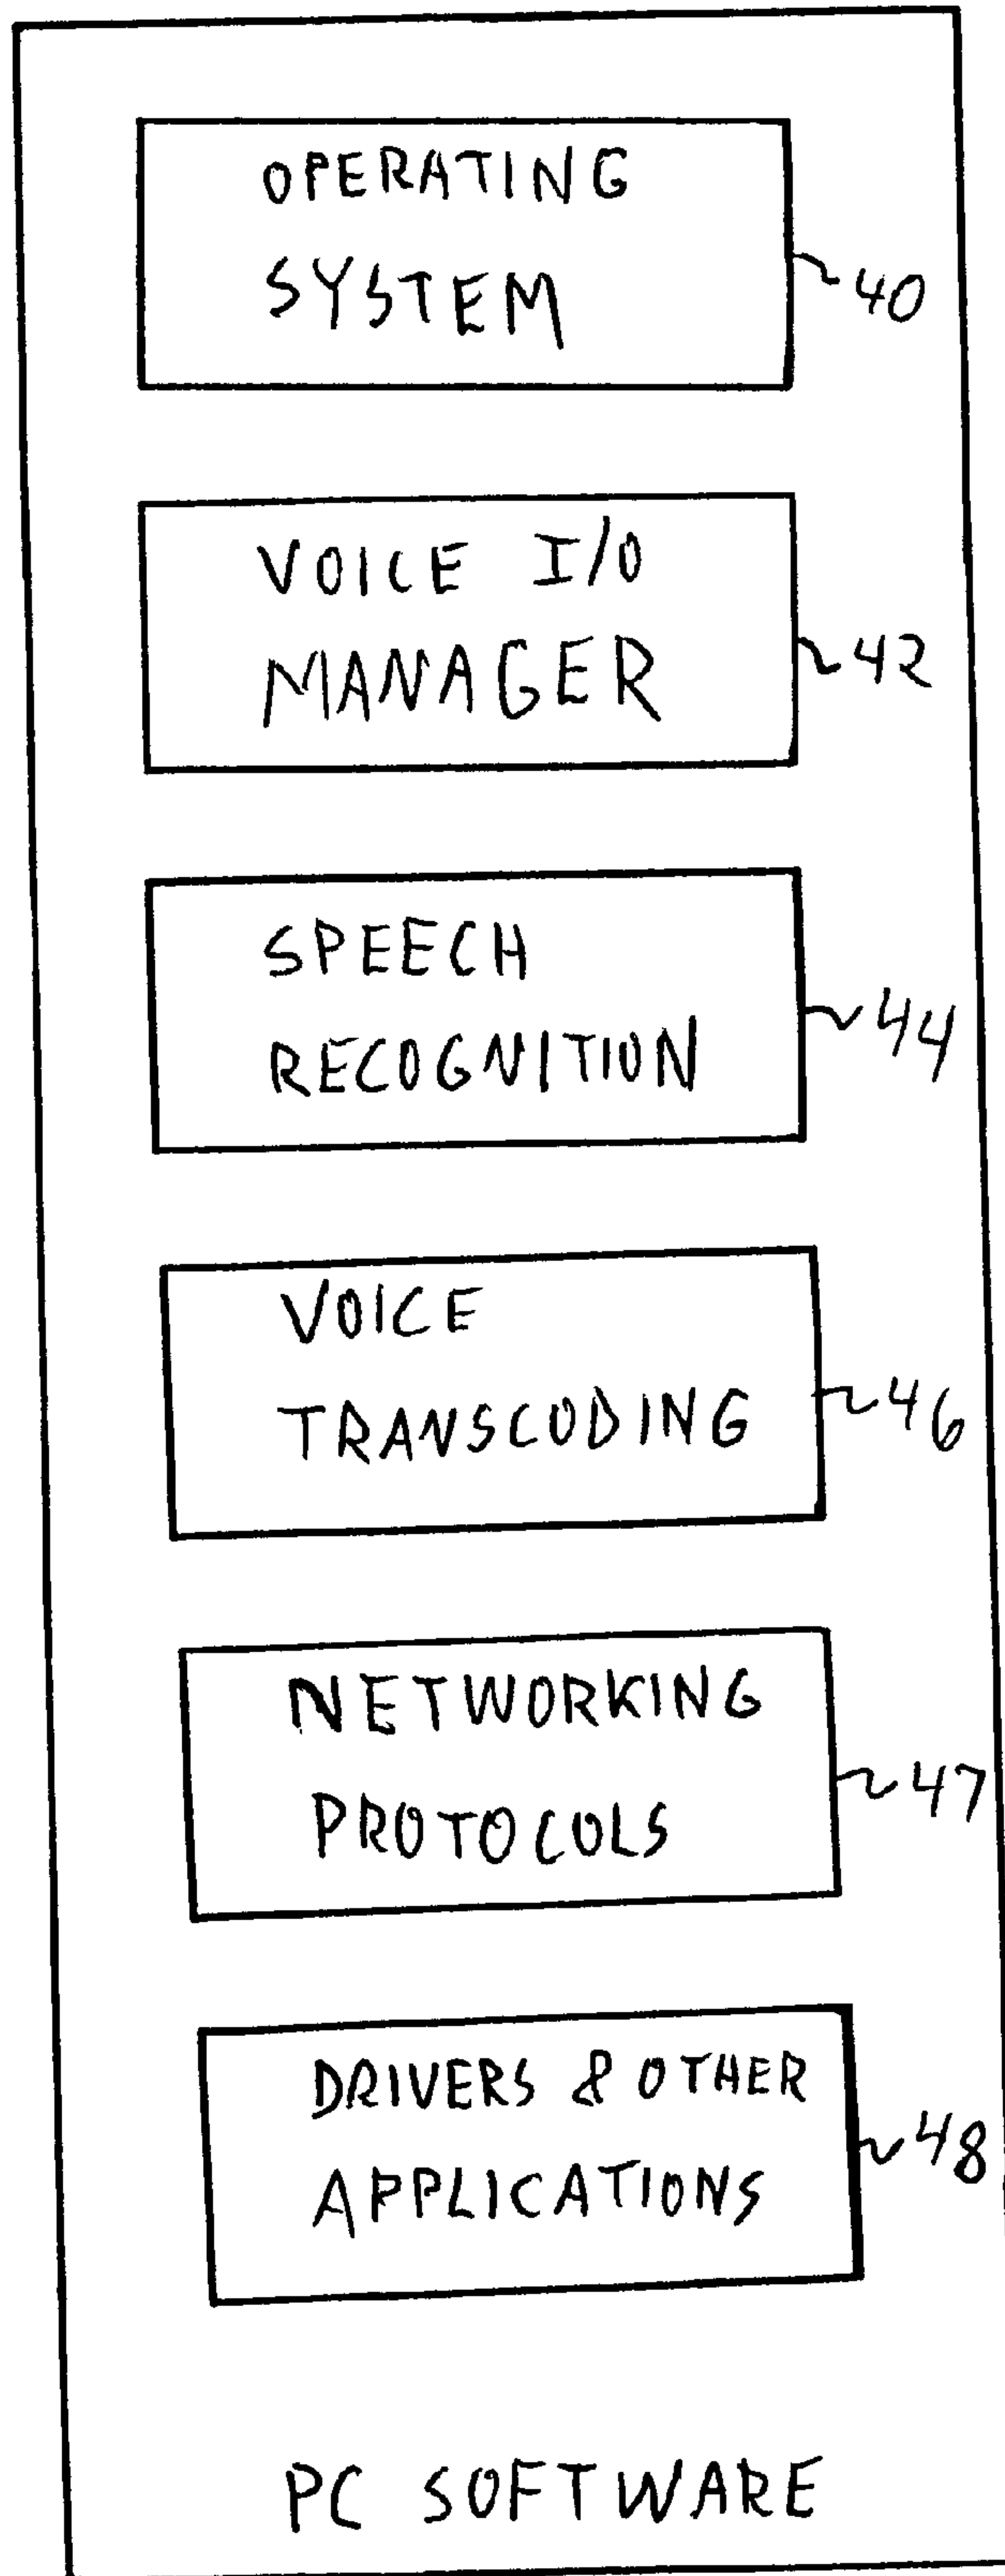 OPERATING
SYSTEM
40
VOICE I/O
MANAGER
42
SPEECH
RECOGNITION
44
VOICE
TRANSCODING
46
NETWORKING
PROTOCOLS
47
DRIVERS & OTHER
APPLICATIONS
48
PC SOFTWARE